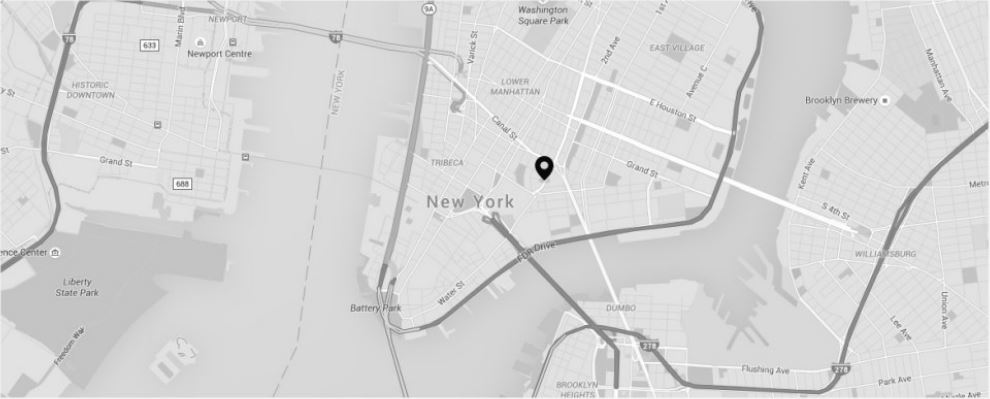 9A
Washington
Square Park
1st
NEWPORT
78
78
Marin Blvd
633
Newport Centre
Varick St
2nd Ave
EAST VILLAGE
Manhattan Ave
HISTORIC
DOWNTOWN
NEW YORK
LOWER
MANHATTAN
Avenue C
Brooklyn Brewery
E Houston St
y St
Canal St
St
Grand St
TRIBECA
Grand St
Kent Ave
688
Metro
New York
S 4th St
ence Center
FDR Drive
WILLIAMSBURG
Liberty
State Park
Water St
Battery Park
DUMBO
Union Ave
Lee Ave
Freedom Way
278
278
Flushing Ave
Park Ave
BROOKLYN
HEIGHTS